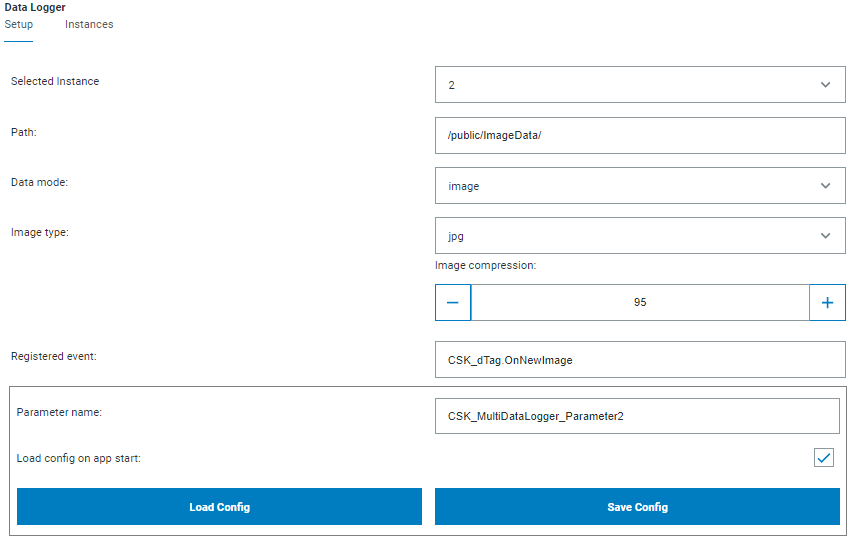 Data Logger
Setup Instances
Selected Instance 2
Path: /public/ImageData/
Data mode: image
Image type: jpg
Image compression:
95
Registered event: CSK_dTag.OnNewImage
Parameter name: CSK_MultiDataLogger_Parameter2
Load config on app start:
Load Config Save Config